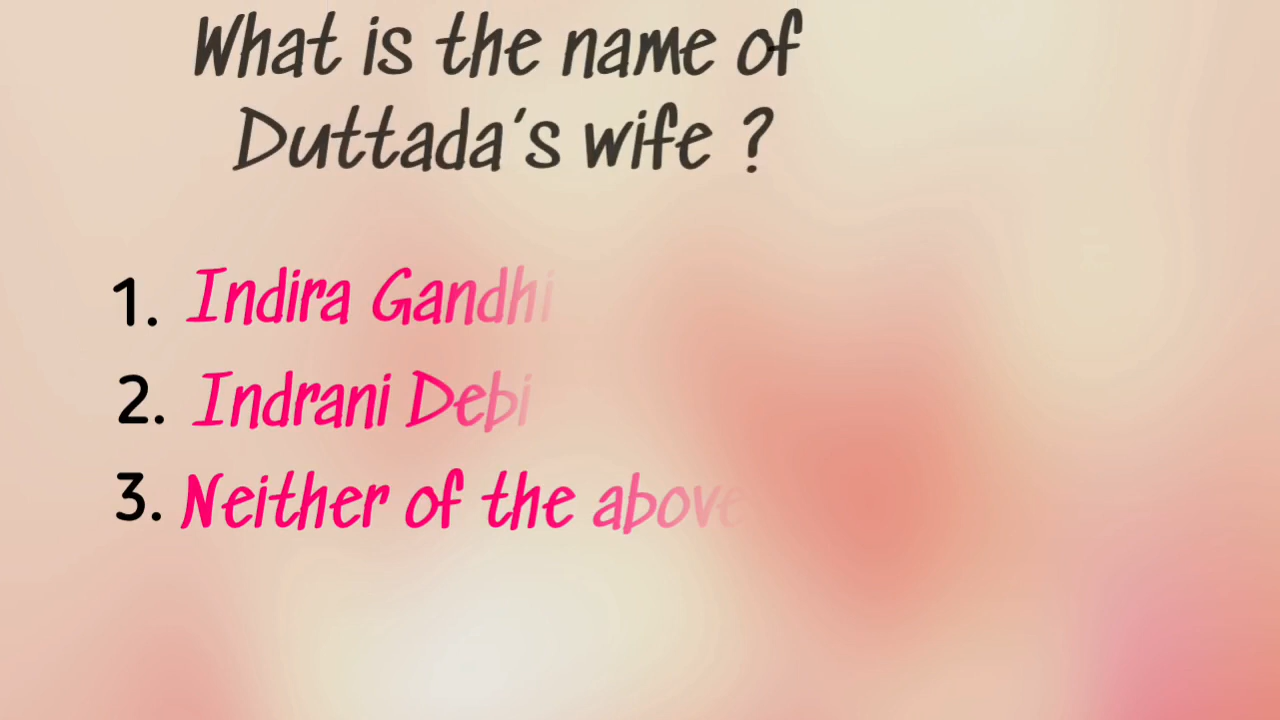 What is the name of
Duttada's wife ?
1. Indira Gandhi
2. Indrani Debi
3. Neither of the above